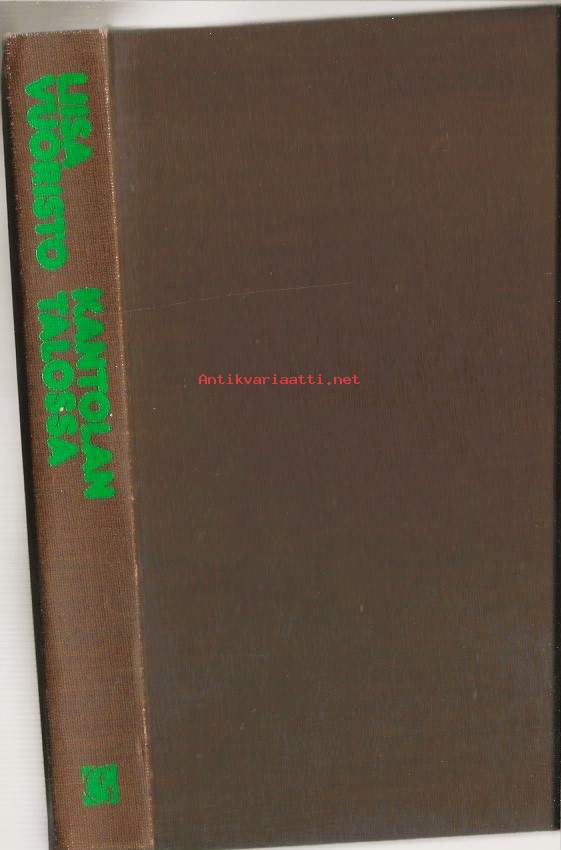 LIISA
VUORISTO
KANTOLAN
TALOSSA
Antikvariaatti.net